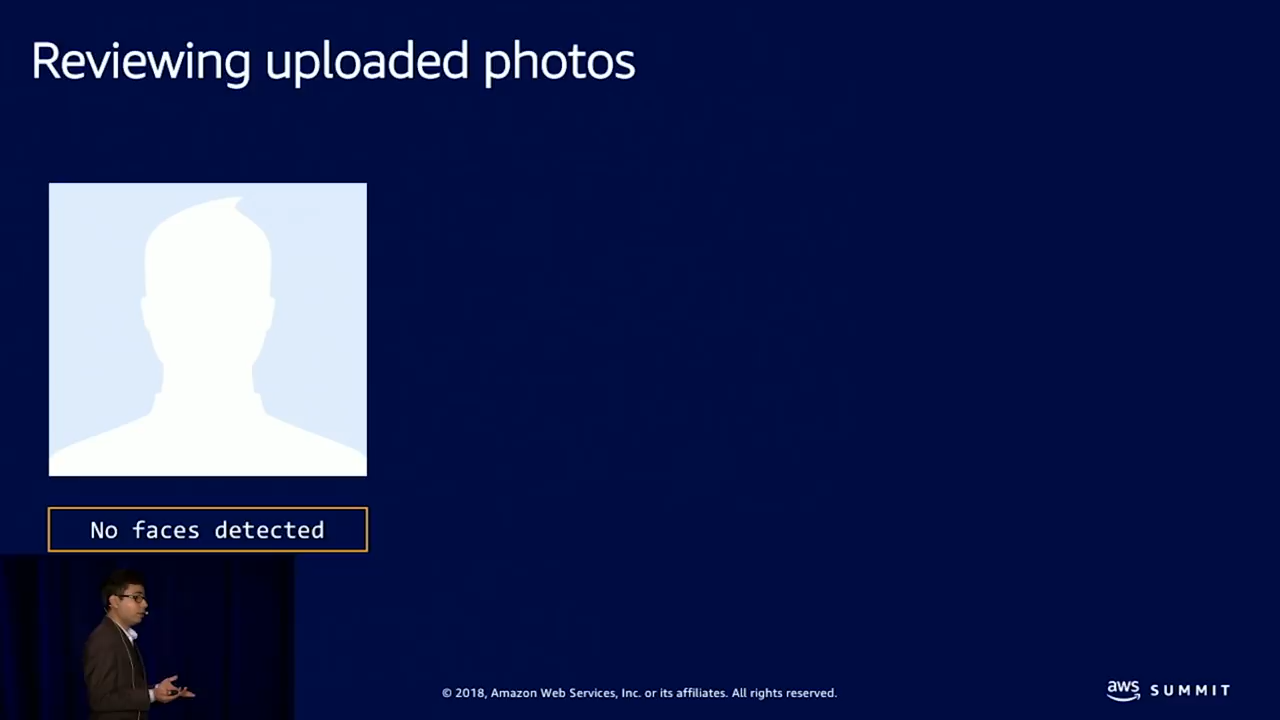 Reviewing uploaded photos
No faces detected
© 2018, Amazon Web Services, Inc. or its affiliates. All rights reserved.
aws SUMMIT